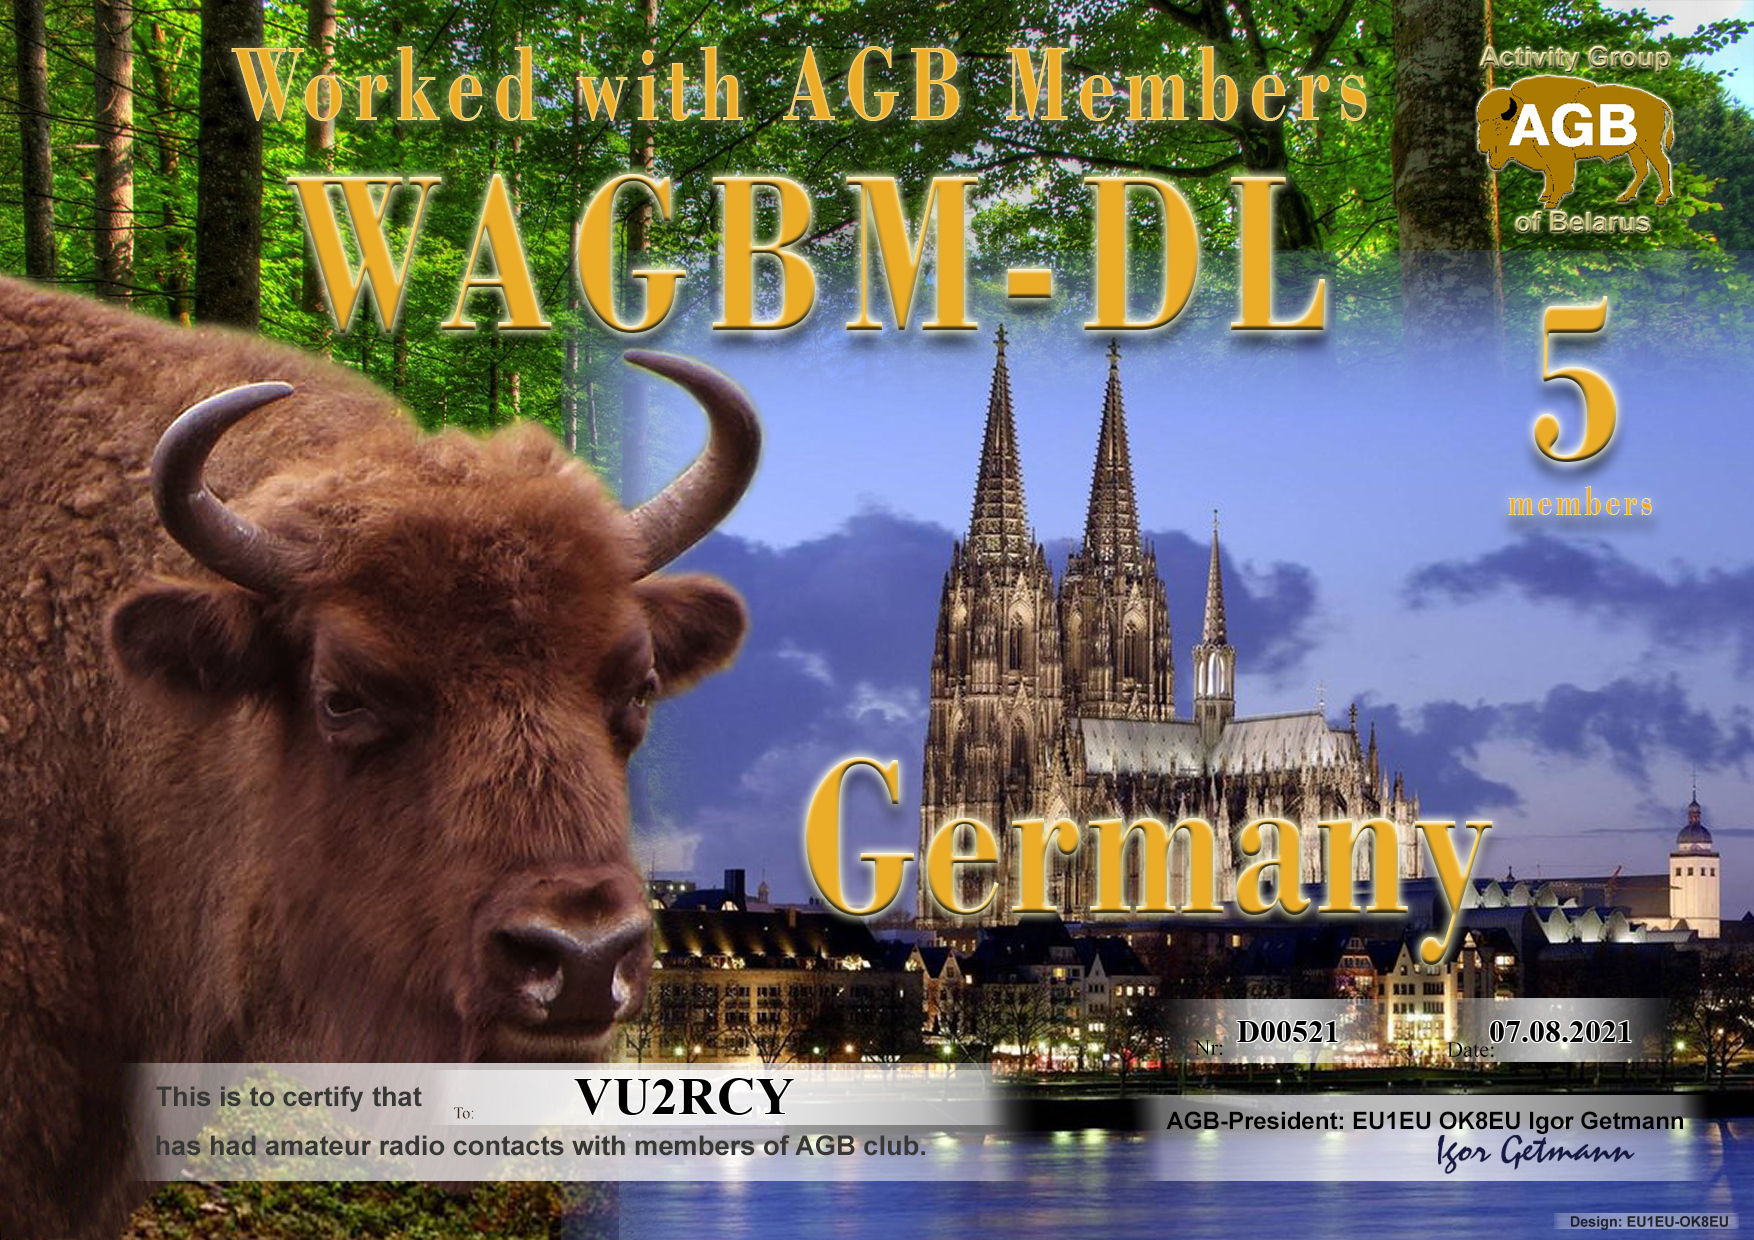 Worked with AGB Members
WAGBM-DL
Activity Group
AGB
of Belarus
5
members
Germany
Nr: D00521
Date: 07.08.2021
This is to certify that
To: VU2RCY
has had amateur radio contacts with members of AGB club.
AGB-President: EU1EU OK8EU Igor Getmann
Igor Getmann
Design: EU1EU-OK8EU